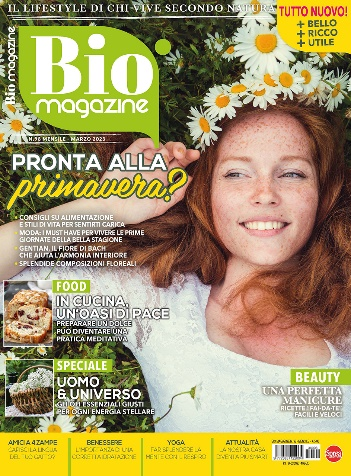 IL LIFESTYLE DI CHI VIVE SECONDO NATURA
TUTTO NUOVO!
+ BELLO
+ RICCO
+ UTILE
Bio magazine
Bio
magazine
N.98 MENSILE - MARZO 2023
PRONTA ALLA
primavera?
• CONSIGLI SU ALIMENTAZIONE
E STILI DI VITA PER SENTIRTI CARICA
• MODA: I MUST HAVE PER VIVERE LE PRIME
GIORNATE DELLA BELLA STAGIONE
• GENTIAN, IL FIORE DI BACH
CHE AIUTA L'ARMONIA INTERIORE
• SPLENDIDE COMPOSIZIONI FLOREALI
FOOD
IN CUCINA,
UN'OASI DI PACE
PREPARARE UN DOLCE
PUÒ DIVENTARE UNA
PRATICA MEDITATIVA
SPECIALE
UOMO
& UNIVERSO
GLI OLI ESSENZIALI GIUSTI
PER OGNI ENERGIA STELLARE
BEAUTY
UNA PERFETTA
MANICURE
RICETTE FAI-DA-TE,
FACILI E VELOCI
AMICI A 4 ZAMPE
CAPISCI LA LINGUA
DEL TUO GATTO?
BENESSERE
L'IMPORTANZA DI UNA
CORRETTA IDRATAZIONE
YOGA
FAR SPLENDERE LA
MENTE CON IL RESPIRO
ATTUALITÀ
LA NOSTRA CASA
DIVENTA PLUSMATER